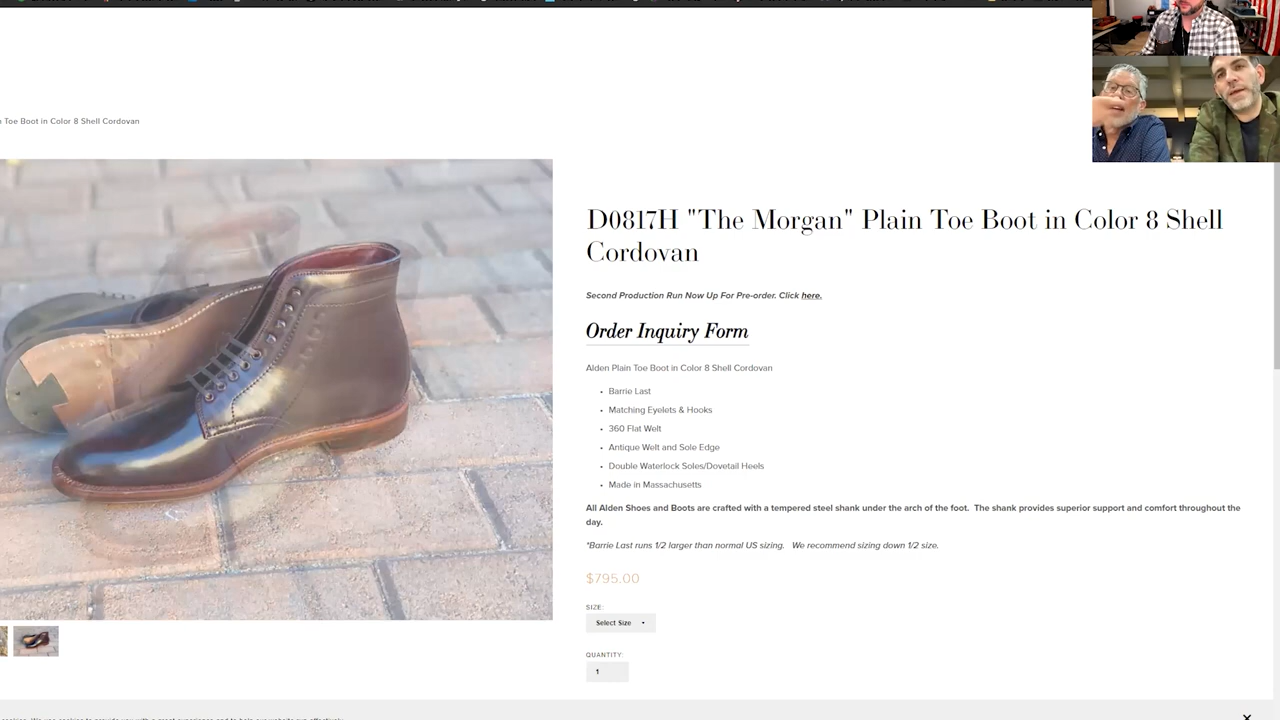 Toe Boot in Color 8 Shell Cordovan
D0817H "The Morgan" Plain Toe Boot in Color 8 Shell
Cordovan
Second Production Run Now Up For Pre-order. Click here.
Order Inquiry Form
Alden Plain Toe Boot in Color 8 Shell Cordovan
• Barrie Last
• Matching Eyelets & Hooks
• 360 Flat Welt
• Antique Welt and Sole Edge
• Double Waterlock Soles/Dovetail Heels
• Made in Massachusetts
All Alden Shoes and Boots are crafted with a tempered steel shank under the arch of the foot. The shank provides superior support and comfort throughout the
day.
*Barrie Last runs 1/2 larger than normal US sizing. We recommend sizing down 1/2 size.
$795.00
SIZE:
Select Size
QUANTITY:
1